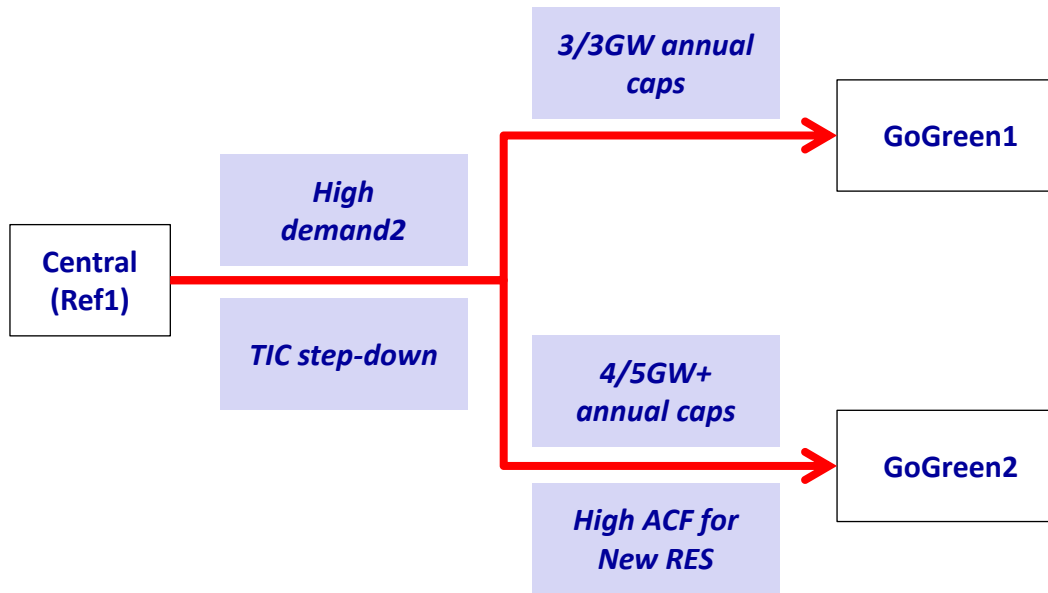 3/3GW annual
caps
GoGreen1
High
demand2
Central
(Ref1)
TIC step-down
4/5GW+
annual caps
GoGreen2
High ACF for
New RES